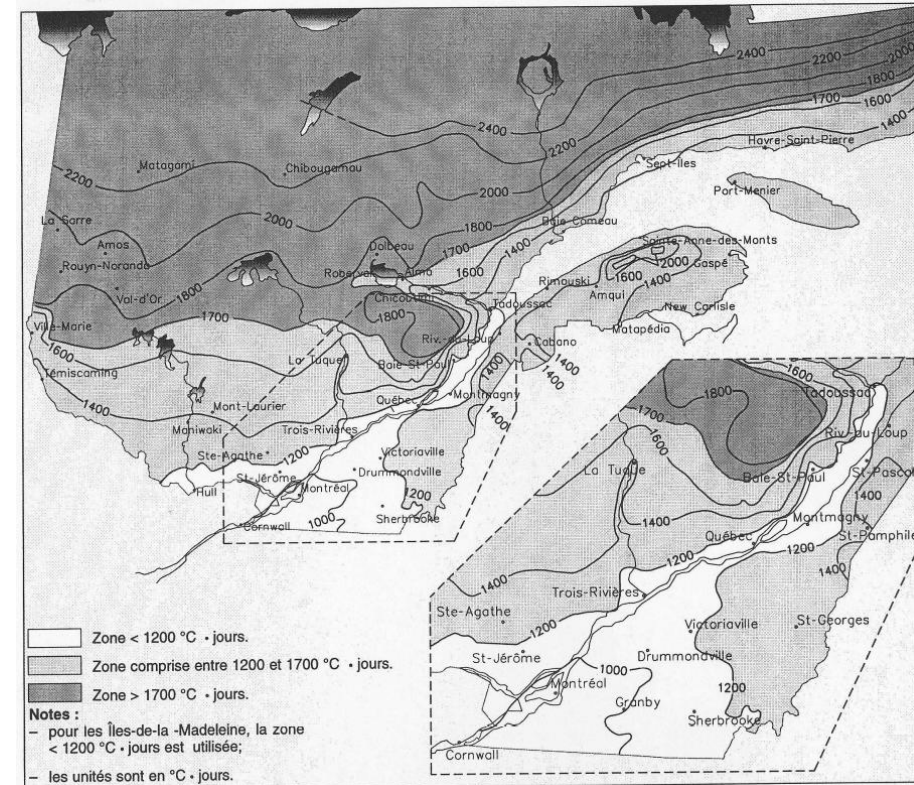 2400
2200
2000
1800
1700
1600
1400
2400
2200
Havre-Saint-Pierre
Sept-Iles
Matagami
Chibougamau
2200
2000
Port-Menier
La Sarre
2000
1800
Baie-Comeau
Amos
Dolbeau
1700
1400
Sainte-Anne-des-Monts
Rouyn-Noranda
Roberval
Alma
1600
2000
Gaspé
Val-d'Or
1800
Chicoutimi
Rimouski
1600
1400
Amqui
1700
1800
Tadoussac
New Carlisle
Ville-Marie
Riv.-du-Loup
Matapédia
1600
La Tuque
Cabano
Témiscaming
Baie-St-Paul
1400
1400
1400
1400
Mont-Laurier
Québec
Montmagny
1400
Maniwaki
Trois-Rivières
Ste-Agathe
1200
Victoriaville
St-Jérôme
Drummondville
Hull
Montréal
1200
1000
Sherbrooke
Cornwall
1800
1600
Tadoussac
1700
1600
Riv.-du-Loup
La Tuque
Baie-St-Paul
St-Pascal
1400
1400
Montmagny
Québec
1200
St-Pamphile
1200
1400
1400
Trois-Rivières
Ste-Agathe
1200
Victoriaville
St-Georges
St-Jérôme
Drummondville
1000
Montréal
Granby
1200
Sherbrooke
Cornwall
Zone < 1200 °C • jours.
Zone comprise entre 1200 et 1700 °C • jours.
Zone > 1700 °C • jours.
Notes :
– pour les Îles-de-la -Madeleine, la zone
< 1200 °C • jours est utilisée;
– les unités sont en °C • jours.